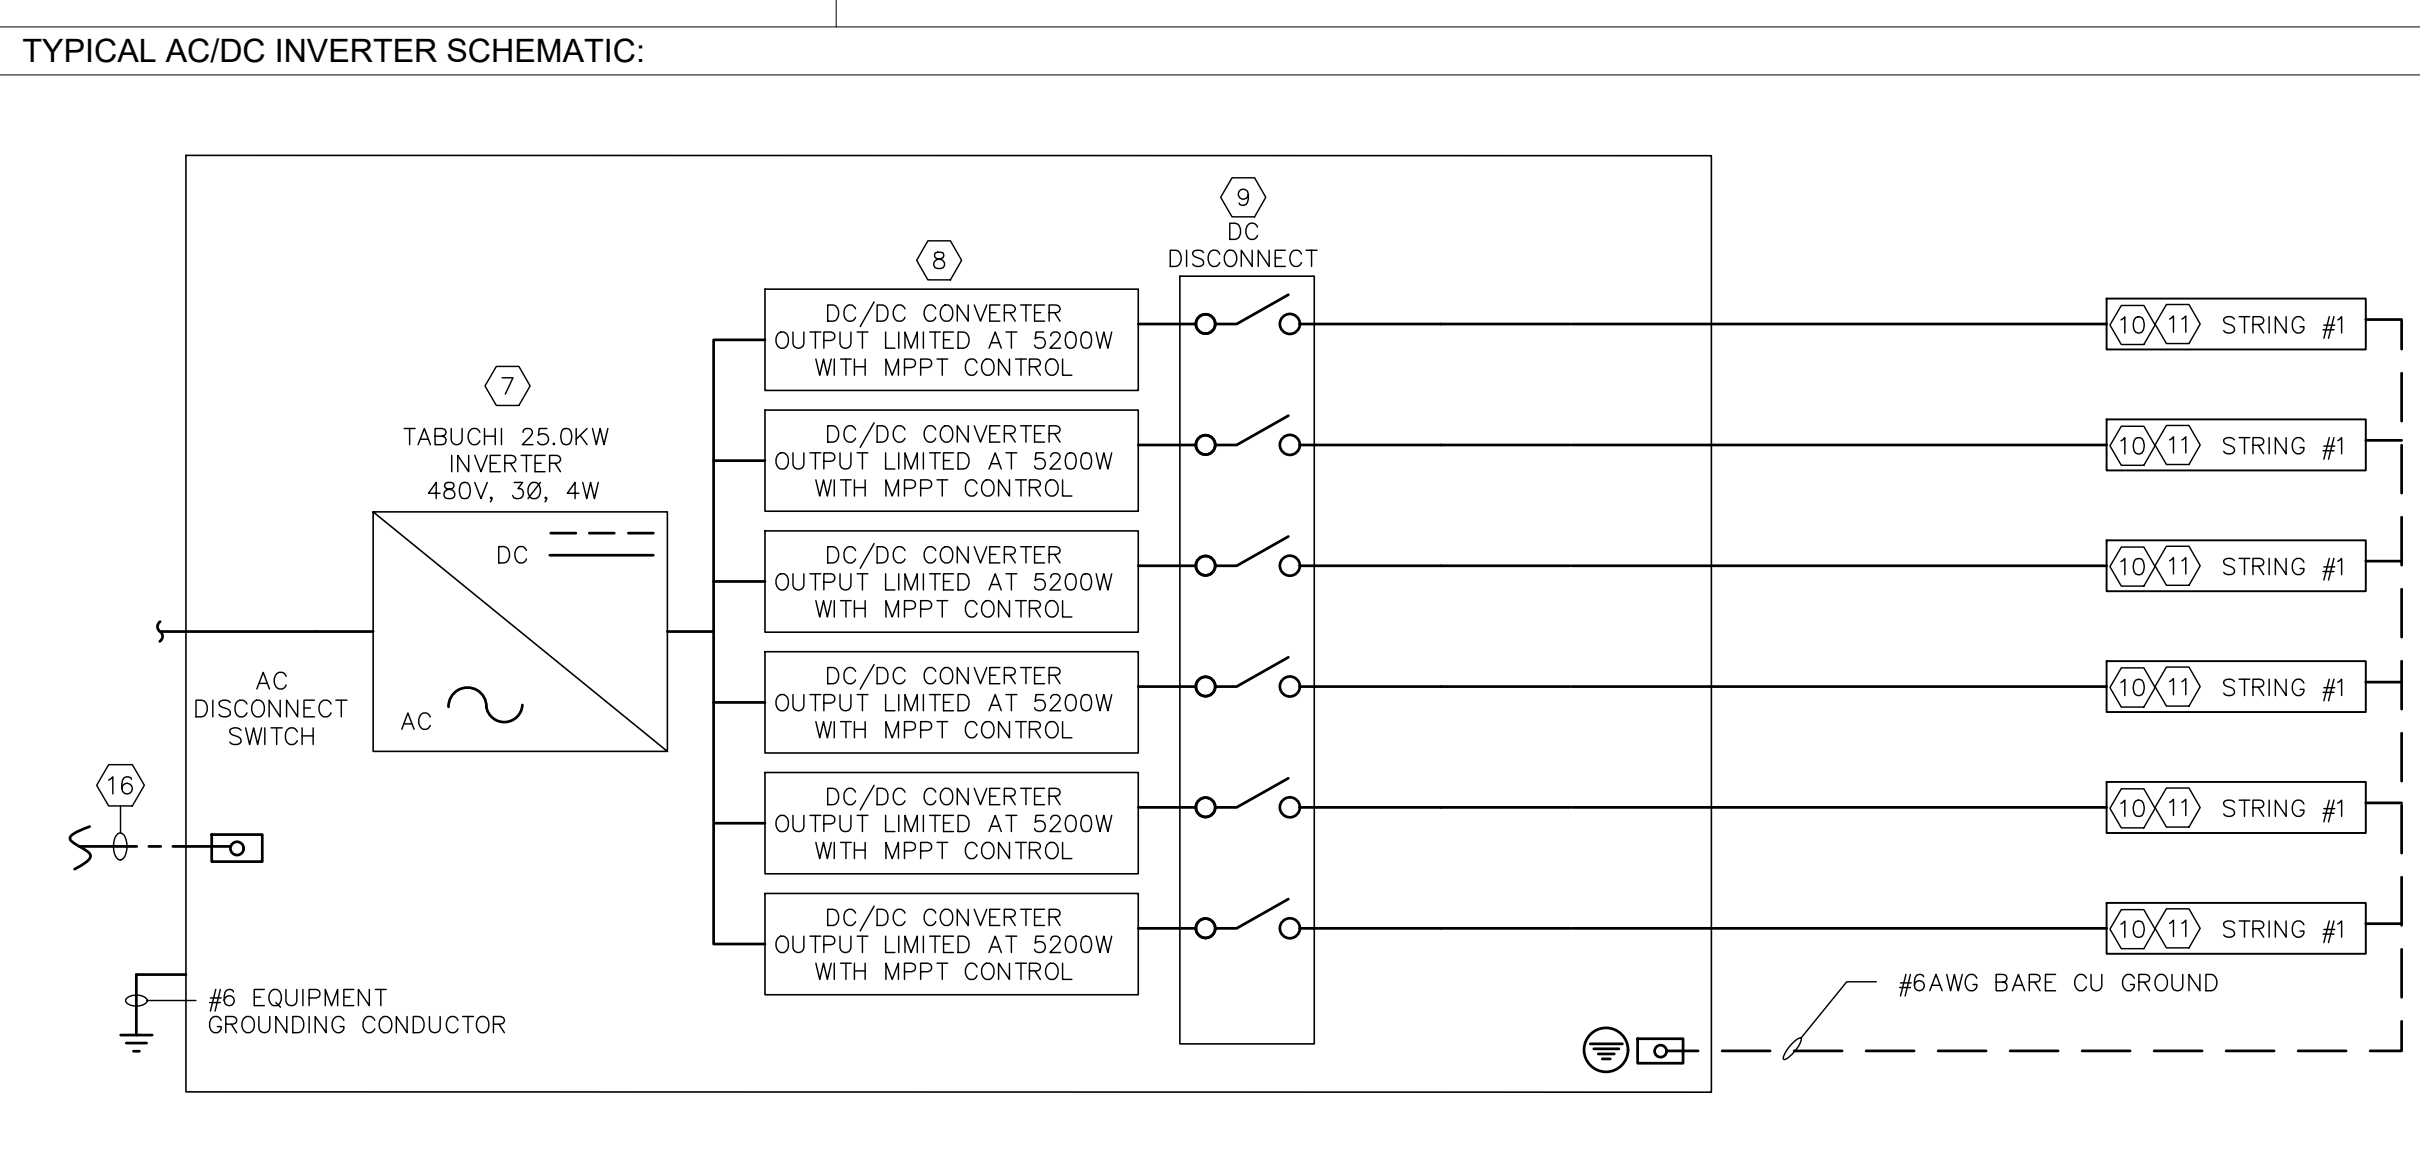 TYPICAL AC/DC INVERTER SCHEMATIC:
9
DC
DISCONNECT
8
DC/DC CONVERTER
OUTPUT LIMITED AT 5200W
WITH MPPT CONTROL
10 11 STRING #1
7
TABUCHI 25.0KW
INVERTER
480V, 3Ø, 4W
DC
AC
DC/DC CONVERTER
OUTPUT LIMITED AT 5200W
WITH MPPT CONTROL
10 11 STRING #1
DC/DC CONVERTER
OUTPUT LIMITED AT 5200W
WITH MPPT CONTROL
10 11 STRING #1
DC/DC CONVERTER
OUTPUT LIMITED AT 5200W
WITH MPPT CONTROL
10 11 STRING #1
AC
DISCONNECT
SWITCH
16
DC/DC CONVERTER
OUTPUT LIMITED AT 5200W
WITH MPPT CONTROL
10 11 STRING #1
DC/DC CONVERTER
OUTPUT LIMITED AT 5200W
WITH MPPT CONTROL
10 11 STRING #1
#6 EQUIPMENT
GROUNDING CONDUCTOR
#6AWG BARE CU GROUND